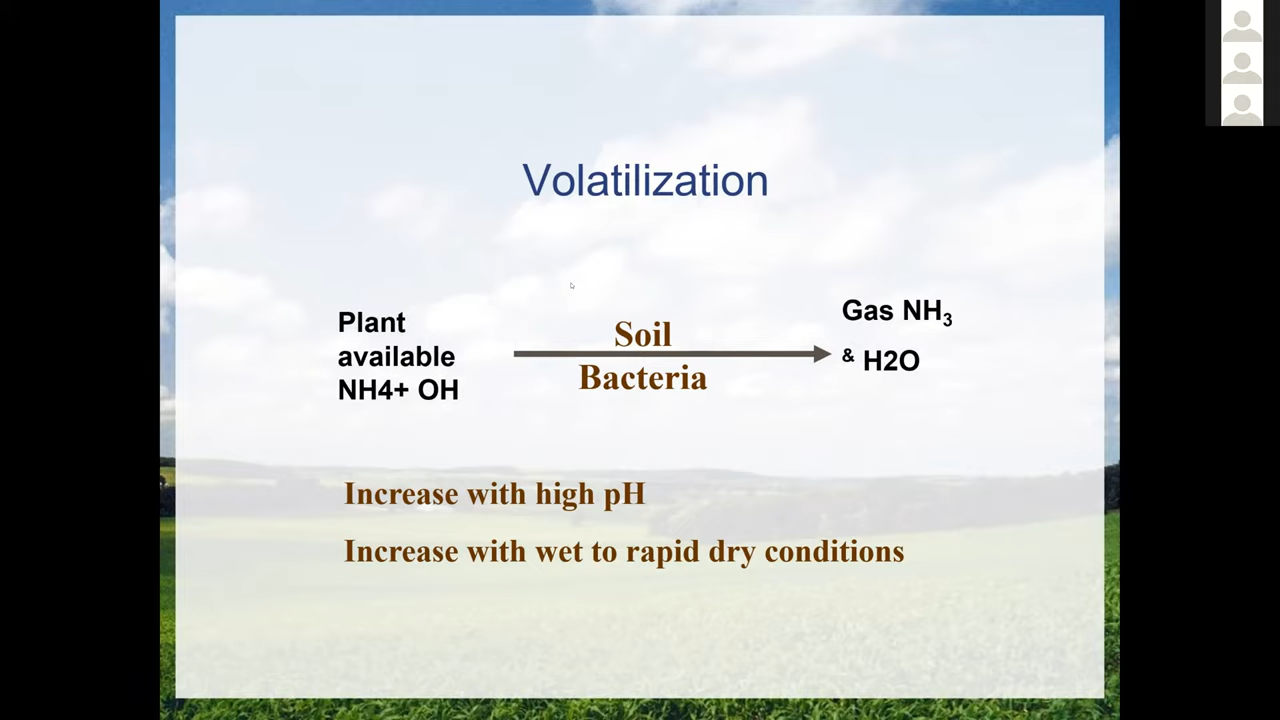 Volatilization
Plant
available
NH4+ OH
Soil
Bacteria
Gas NH₃
& H2O
Increase with high pH
Increase with wet to rapid dry conditions